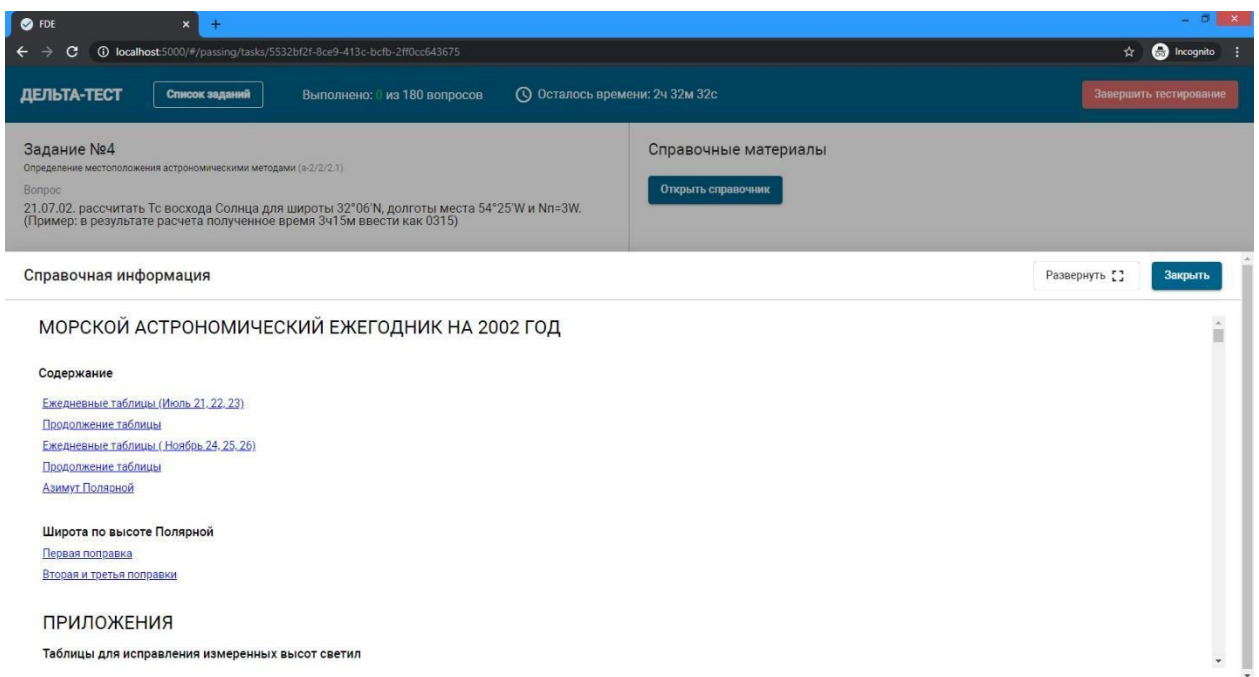 FDE
localhost:5000/#/passing/tasks/5532bf2f-8ce9-413c-bcfb-2ff0cc643675
Incognito
ДЕЛЬТА-ТЕСТ
Список заданий
Выполнено: 0 из 180 вопросов
Осталось времени: 2ч 32м 32с
Завершить тестирование
Задание №4
Определение местоположения астрономическими методами (а-2/2/2.1)
Вопрос
21.07.02. рассчитать Тс восхода Солнца для широты 32°06'N, долготы места 54°25'W и Nп=3W.
(Пример: в результате расчета полученное время 3ч15м ввести как 0315)
Справочные материалы
Открыть справочник
Справочная информация
Развернуть
Закрыть
МОРСКОЙ АСТРОНОМИЧЕСКИЙ ЕЖЕГОДНИК НА 2002 ГОД
Содержание
Ежедневные таблицы (Июль 21, 22, 23)
Продолжение таблицы
Ежедневные таблицы ( Ноябрь 24, 25, 26)
Продолжение таблицы
Азимут Полярной
Широта по высоте Полярной
Первая поправка
Вторая и третья поправки
ПРИЛОЖЕНИЯ
Таблицы для исправления измеренных высот светил